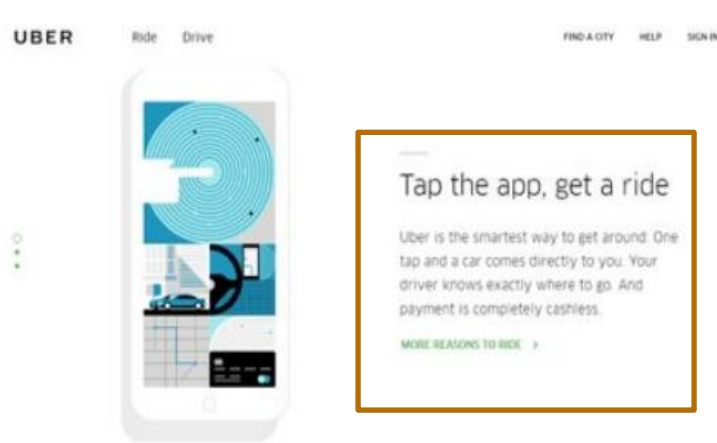 UBER
Ride Drive
FIND A CITY HELP SIGN IN
Tap the app, get a ride
Uber is the smartest way to get around. One
tap and a car comes directly to you. Your
driver knows exactly where to go. And
payment is completely cashless.
MORE REASONS TO RIDE >